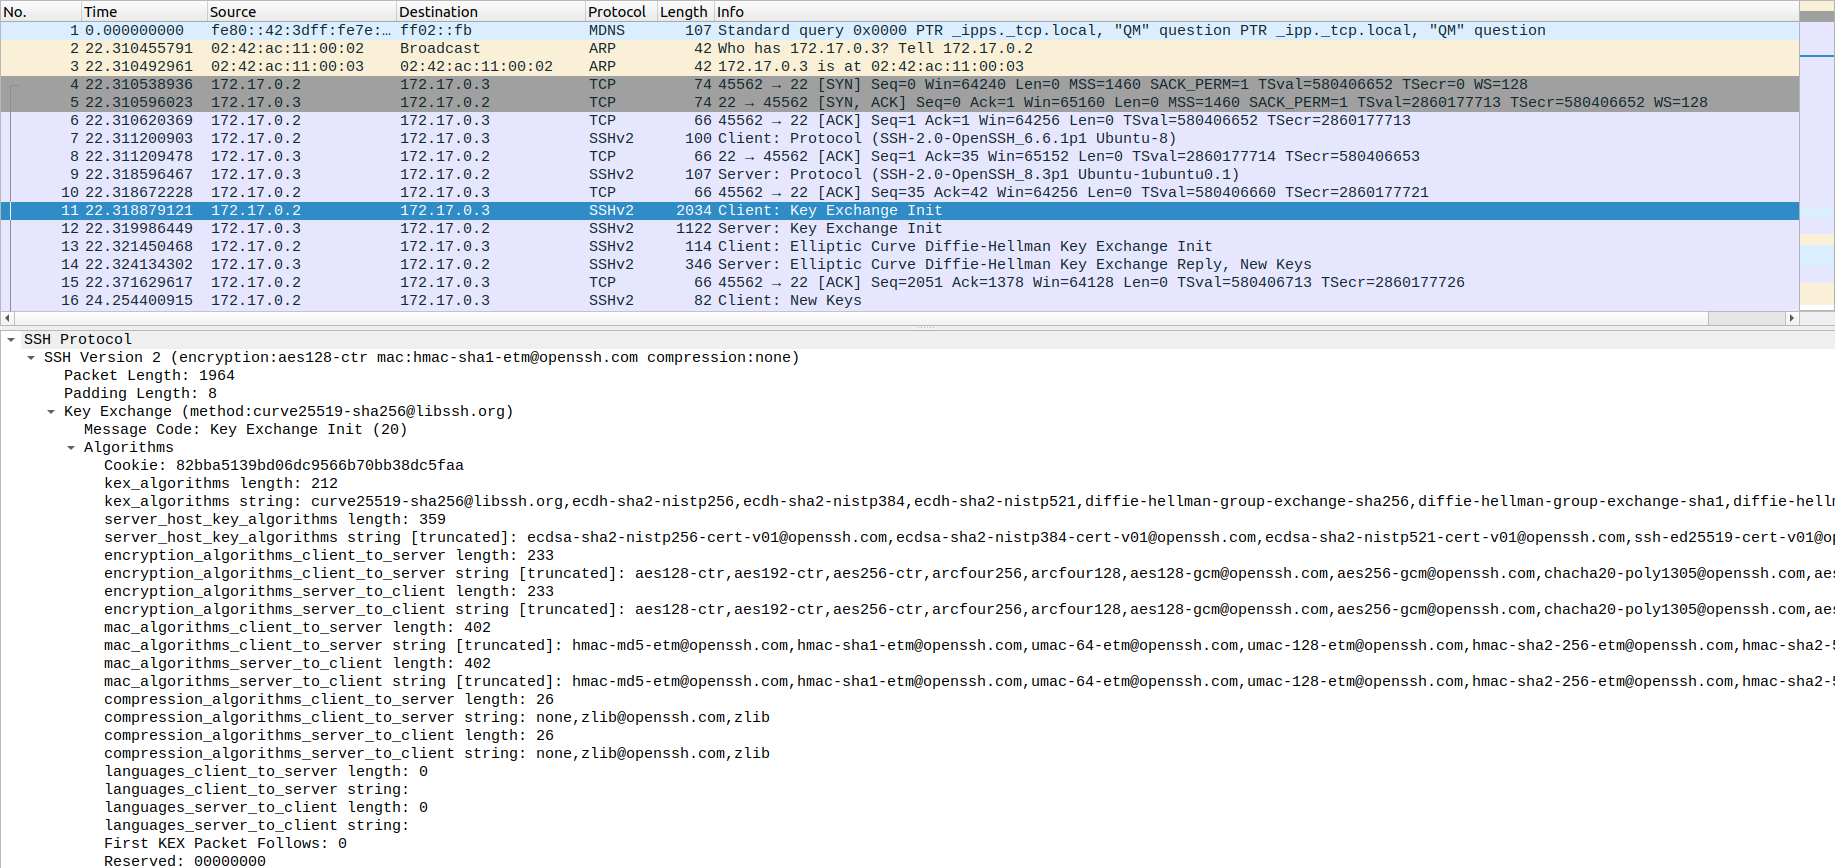 No. Time Source Destination Protocol Length Info
1 0.000000000 fe80::42:3dff:fe7e:… ff02::fb MDNS 107 Standard query 0x0000 PTR _ipps._tcp.local, "QM" question PTR _ipp._tcp.local, "QM" question
2 22.310455791 02:42:ac:11:00:02 Broadcast ARP 42 Who has 172.17.0.3? Tell 172.17.0.2
3 22.310492961 02:42:ac:11:00:03 02:42:ac:11:00:02 ARP 42 172.17.0.3 is at 02:42:ac:11:00:03
4 22.310538936 172.17.0.2 172.17.0.3 TCP 74 45562 → 22 [SYN] Seq=0 Win=64240 Len=0 MSS=1460 SACK_PERM=1 TSval=580406652 TSecr=0 WS=128
5 22.310596023 172.17.0.3 172.17.0.2 TCP 74 22 → 45562 [SYN, ACK] Seq=0 Ack=1 Win=65160 Len=0 MSS=1460 SACK_PERM=1 TSval=2860177713 TSecr=580406652 WS=128
6 22.310620369 172.17.0.2 172.17.0.3 TCP 66 45562 → 22 [ACK] Seq=1 Ack=1 Win=64256 Len=0 TSval=580406652 TSecr=2860177713
7 22.311200903 172.17.0.2 172.17.0.3 SSHv2 100 Client: Protocol (SSH-2.0-OpenSSH_6.6.1p1 Ubuntu-8)
8 22.311209478 172.17.0.3 172.17.0.2 TCP 66 22 → 45562 [ACK] Seq=1 Ack=35 Win=65152 Len=0 TSval=2860177714 TSecr=580406653
9 22.318596467 172.17.0.3 172.17.0.2 SSHv2 107 Server: Protocol (SSH-2.0-OpenSSH_8.3p1 Ubuntu-1ubuntu0.1)
10 22.318672228 172.17.0.2 172.17.0.3 TCP 66 45562 → 22 [ACK] Seq=35 Ack=42 Win=64256 Len=0 TSval=580406660 TSecr=2860177721
11 22.318879121 172.17.0.2 172.17.0.3 SSHv2 2034 Client: Key Exchange Init
12 22.319986449 172.17.0.3 172.17.0.2 SSHv2 1122 Server: Key Exchange Init
13 22.321450468 172.17.0.2 172.17.0.3 SSHv2 114 Client: Elliptic Curve Diffie-Hellman Key Exchange Init
14 22.324134302 172.17.0.3 172.17.0.2 SSHv2 346 Server: Elliptic Curve Diffie-Hellman Key Exchange Reply, New Keys
15 22.371629617 172.17.0.2 172.17.0.3 TCP 66 45562 → 22 [ACK] Seq=2051 Ack=1378 Win=64128 Len=0 TSval=580406713 TSecr=2860177726
16 24.254400915 172.17.0.2 172.17.0.3 SSHv2 82 Client: New Keys
SSH Protocol
SSH Version 2 (encryption:aes128-ctr mac:hmac-sha1-etm@openssh.com compression:none)
Packet Length: 1964
Padding Length: 8
Key Exchange (method:curve25519-sha256@libssh.org)
Message Code: Key Exchange Init (20)
Algorithms
Cookie: 82bba5139bd06dc9566b70bb38dc5faa
kex_algorithms length: 212
kex_algorithms string: curve25519-sha256@libssh.org,ecdh-sha2-nistp256,ecdh-sha2-nistp384,ecdh-sha2-nistp521,diffie-hellman-group-exchange-sha256,diffie-hellman-group-exchange-sha1,diffie-hellm
server_host_key_algorithms length: 359
server_host_key_algorithms string [truncated]: ecdsa-sha2-nistp256-cert-v01@openssh.com,ecdsa-sha2-nistp384-cert-v01@openssh.com,ecdsa-sha2-nistp521-cert-v01@openssh.com,ssh-ed25519-cert-v01@op
encryption_algorithms_client_to_server length: 233
encryption_algorithms_client_to_server string [truncated]: aes128-ctr,aes192-ctr,aes256-ctr,arcfour256,arcfour128,aes128-gcm@openssh.com,aes256-gcm@openssh.com,chacha20-poly1305@openssh.com,aes
encryption_algorithms_server_to_client length: 233
encryption_algorithms_server_to_client string [truncated]: aes128-ctr,aes192-ctr,aes256-ctr,arcfour256,arcfour128,aes128-gcm@openssh.com,aes256-gcm@openssh.com,chacha20-poly1305@openssh.com,aes
mac_algorithms_client_to_server length: 402
mac_algorithms_client_to_server string [truncated]: hmac-md5-etm@openssh.com,hmac-sha1-etm@openssh.com,umac-64-etm@openssh.com,umac-128-etm@openssh.com,hmac-sha2-256-etm@openssh.com,hmac-sha2-5
mac_algorithms_server_to_client length: 402
mac_algorithms_server_to_client string [truncated]: hmac-md5-etm@openssh.com,hmac-sha1-etm@openssh.com,umac-64-etm@openssh.com,umac-128-etm@openssh.com,hmac-sha2-256-etm@openssh.com,hmac-sha2-5
compression_algorithms_client_to_server length: 26
compression_algorithms_client_to_server string: none,zlib@openssh.com,zlib
compression_algorithms_server_to_client length: 26
compression_algorithms_server_to_client string: none,zlib@openssh.com,zlib
languages_client_to_server length: 0
languages_client_to_server string:
languages_server_to_client length: 0
languages_server_to_client string:
First KEX Packet Follows: 0
Reserved: 00000000